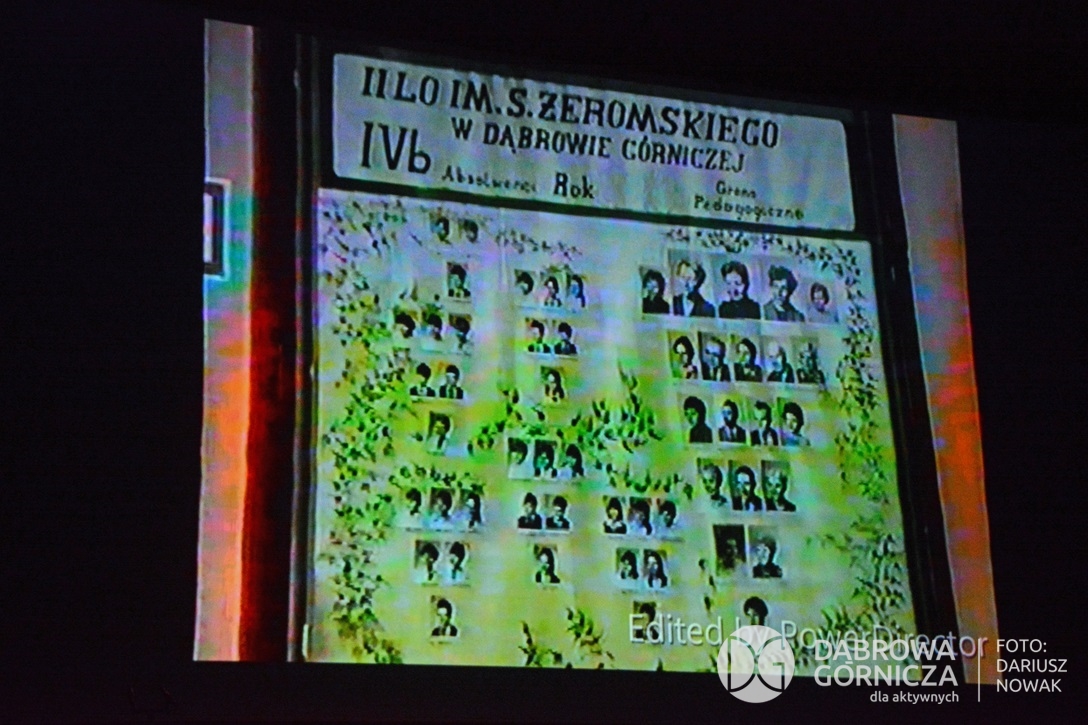 II LO IM. S. ŻEROMSKIEGO
W DĄBROWIE GÓRNICZEJ
IVb Absolwenci Rok Grono
Pedagogiczne
Edited by PowerDirector
DĄBROWA
GÓRNICZA
dla aktywnych
FOTO:
DARIUSZ
NOWAK